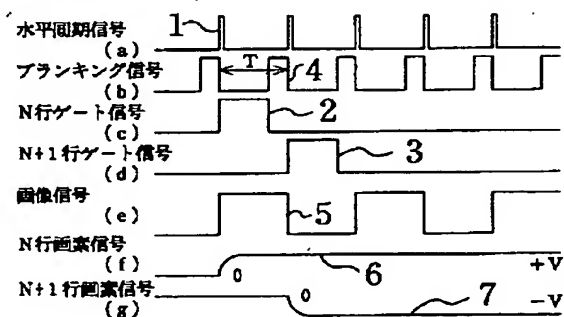 水平同期信号 1
(a)
ブランキング信号 T 4
(b)
N行ゲート信号 2
(c)
N+1行ゲート信号 3
(d)
画像信号
(e) 5
N行画素信号
(f) 0 6 +V
N+1行画素信号 0 7
(g) -V